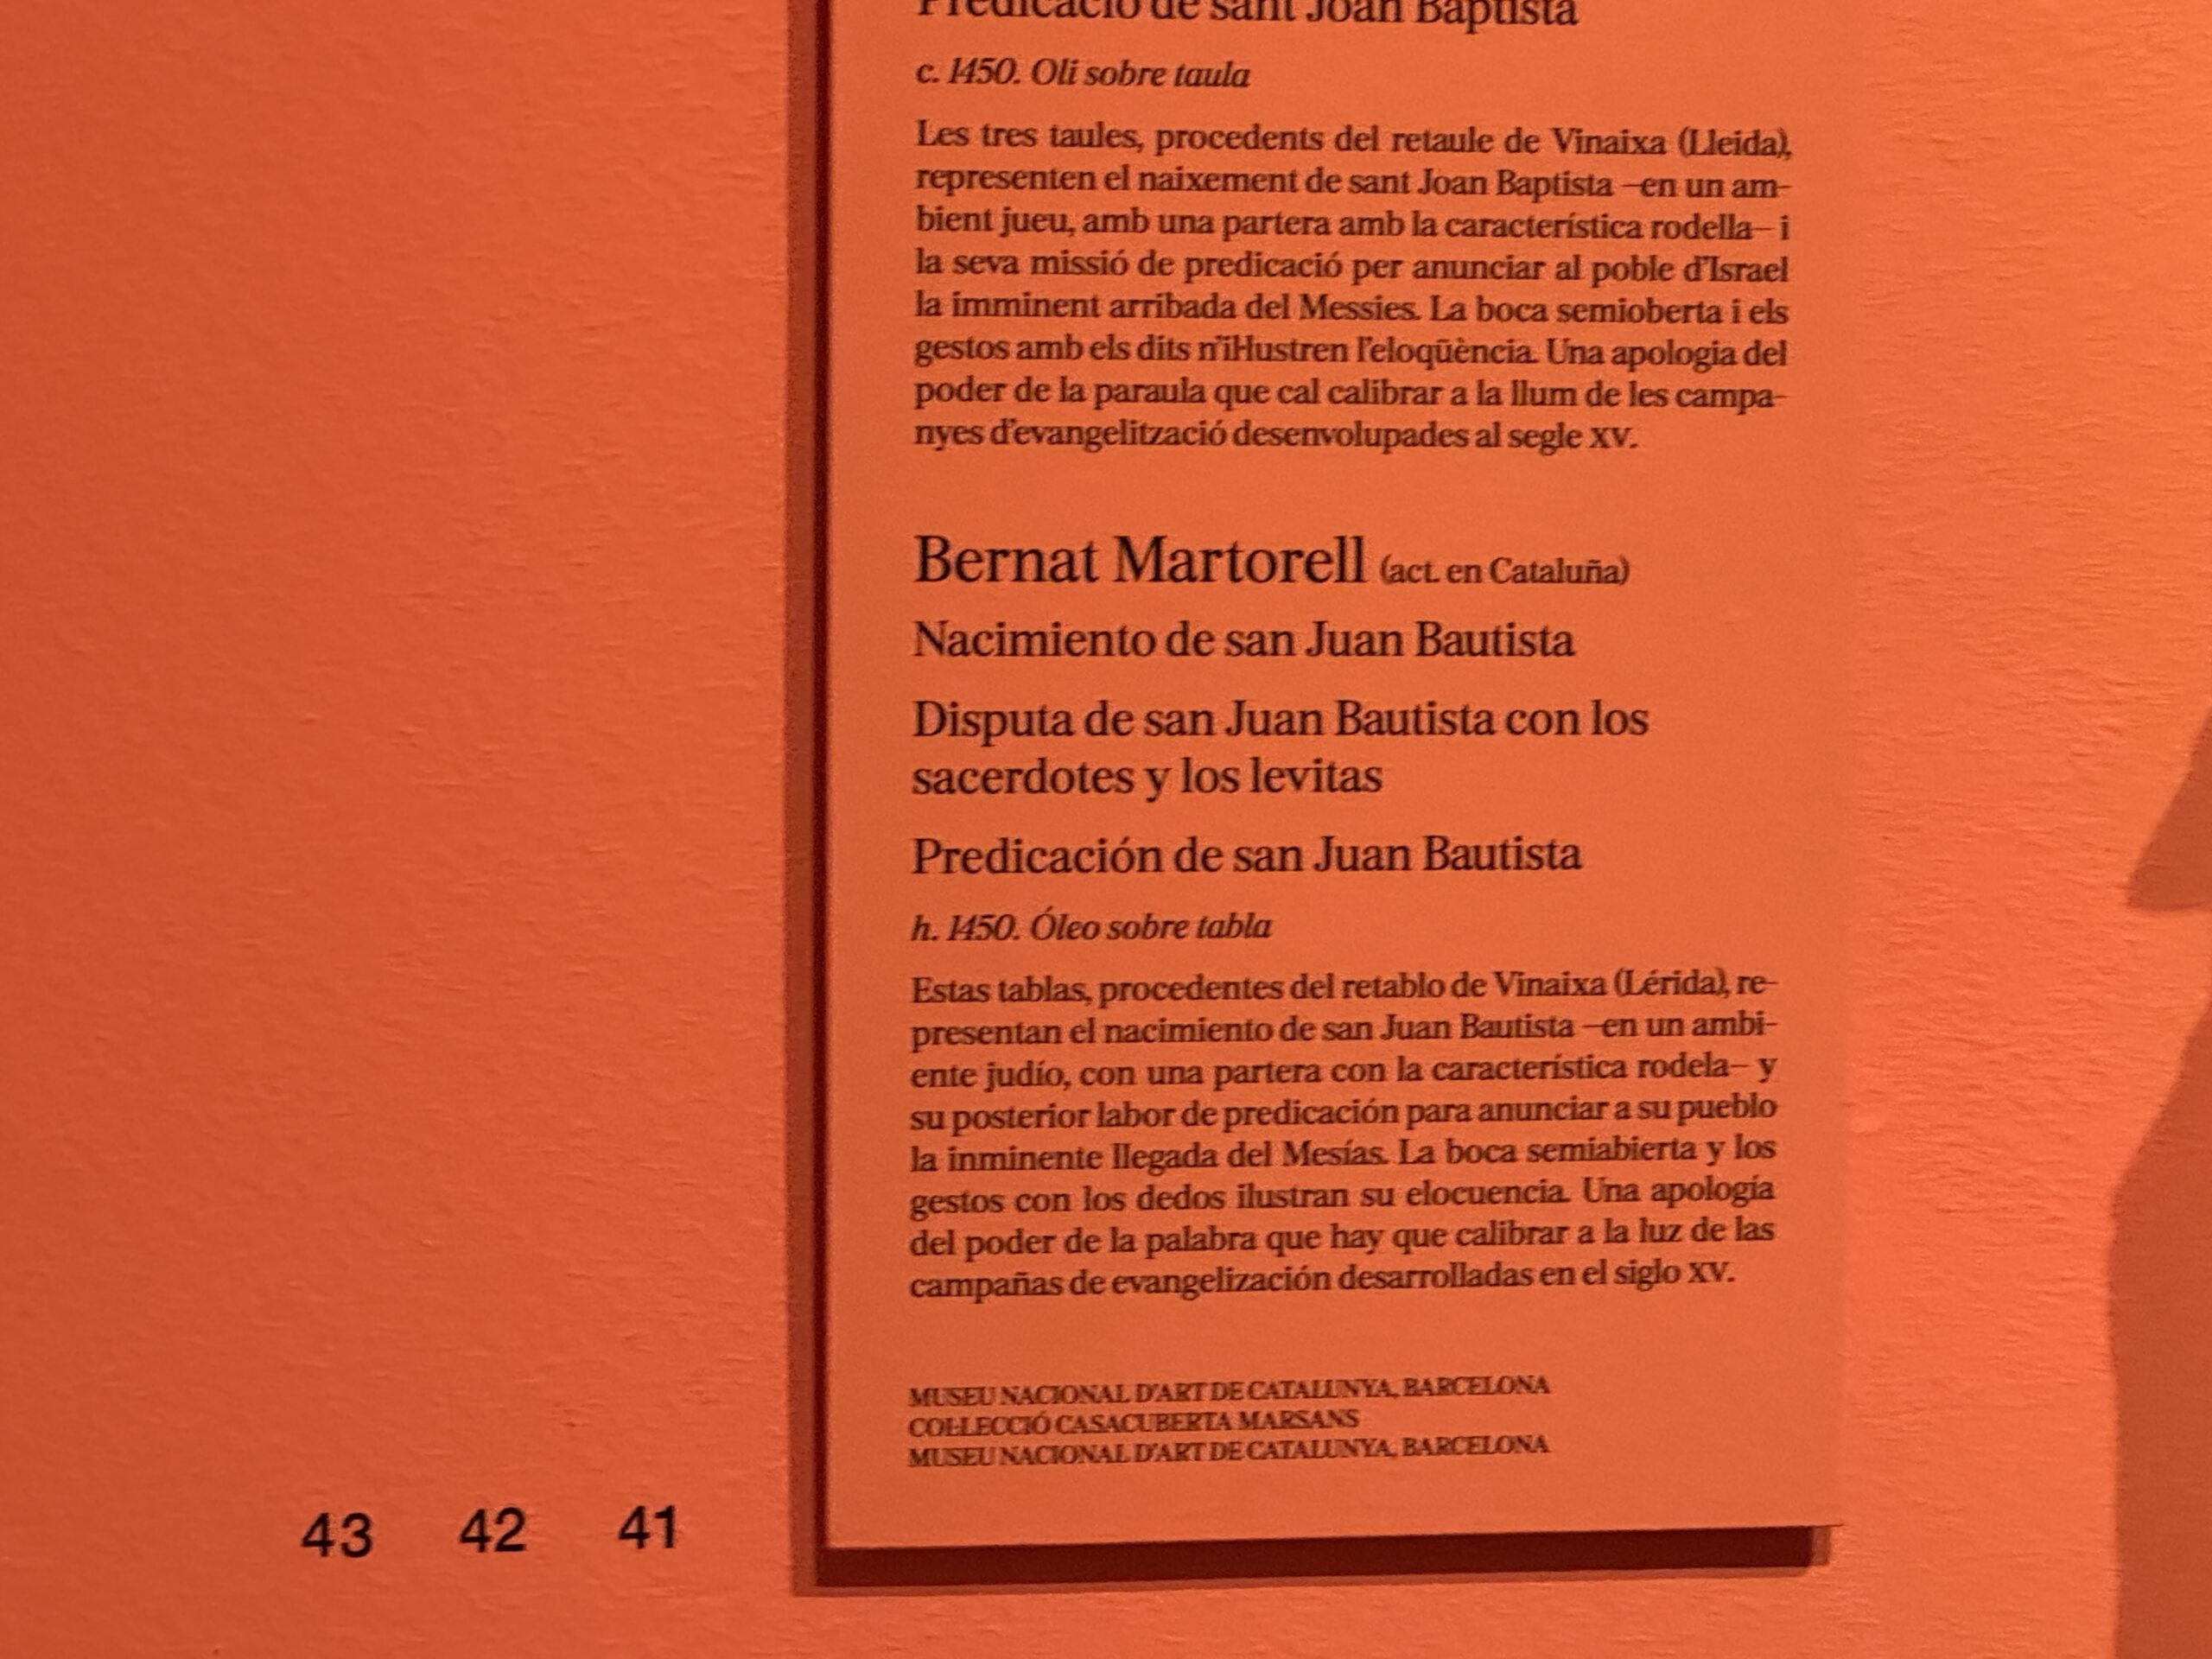 Predicació de sant Joan Baptista
c. 1450. Oli sobre taula
Les tres taules, procedents del retaule de Vinaixa (Lleida),
representen el naixement de sant Joan Baptista –en un am-
bient jueu, amb una partera amb la característica rodella– i
la seva missió de predicació per anunciar al poble d'Israel
la imminent arribada del Messies. La boca semioberta i els
gestos amb els dits n'il·lustren l'eloqüència. Una apologia del
poder de la paraula que cal calibrar a la llum de les campa-
nyes d'evangelització desenvolupades al segle XV.
Bernat Martorell (act. en Cataluña)
Nacimiento de san Juan Bautista
Disputa de san Juan Bautista con los
sacerdotes y los levitas
Predicación de san Juan Bautista
h. 1450. Óleo sobre tabla
Estas tablas, procedentes del retablo de Vinaixa (Lérida), re-
presentan el nacimiento de san Juan Bautista –en un ambi-
ente judío, con una partera con la característica rodela– y
su posterior labor de predicación para anunciar a su pueblo
la inminente llegada del Mesías. La boca semiabierta y los
gestos con los dedos ilustran su elocuencia. Una apología
del poder de la palabra que hay que calibrar a la luz de las
campañas de evangelización desarrolladas en el siglo XV.
MUSEU NACIONAL D'ART DE CATALUNYA, BARCELONA
COL·LECCIÓ CASACUBERTA MARSANS
MUSEU NACIONAL D'ART DE CATALUNYA, BARCELONA
43 42 41